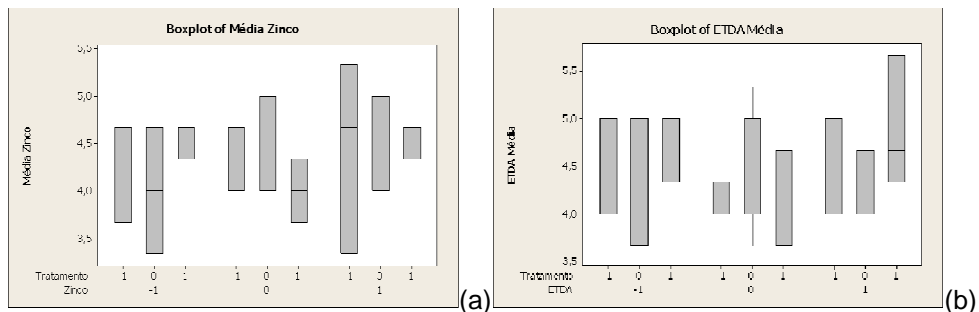 Boxplot of Média Zinco
Média Zinco
5,5
5,0
4,5
4,0
3,5
Tratamento 1 0 1 1 0 1 1 0 1
Zinco -1 0 1
(a)
Boxplot of ETDA Média
ETDA Média
5,5
5,0
4,5
4,0
3,5
Tratamento 1 0 1 1 0 1 1 0 1
ETDA -1 0 1
(b)